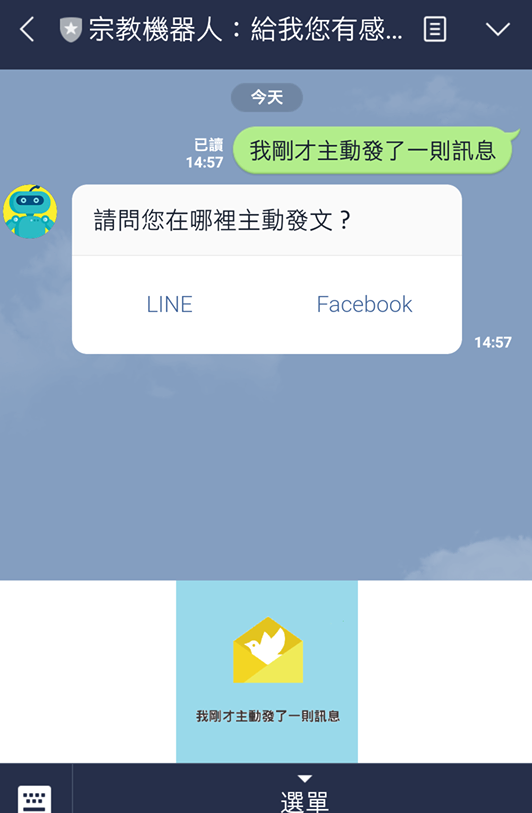 宗教機器人：給我您有感...
今天
已讀
14:57
我剛才主動發了一則訊息
請問您在哪裡主動發文？
LINE
Facebook
14:57
我剛才主動發了一則訊息
選單